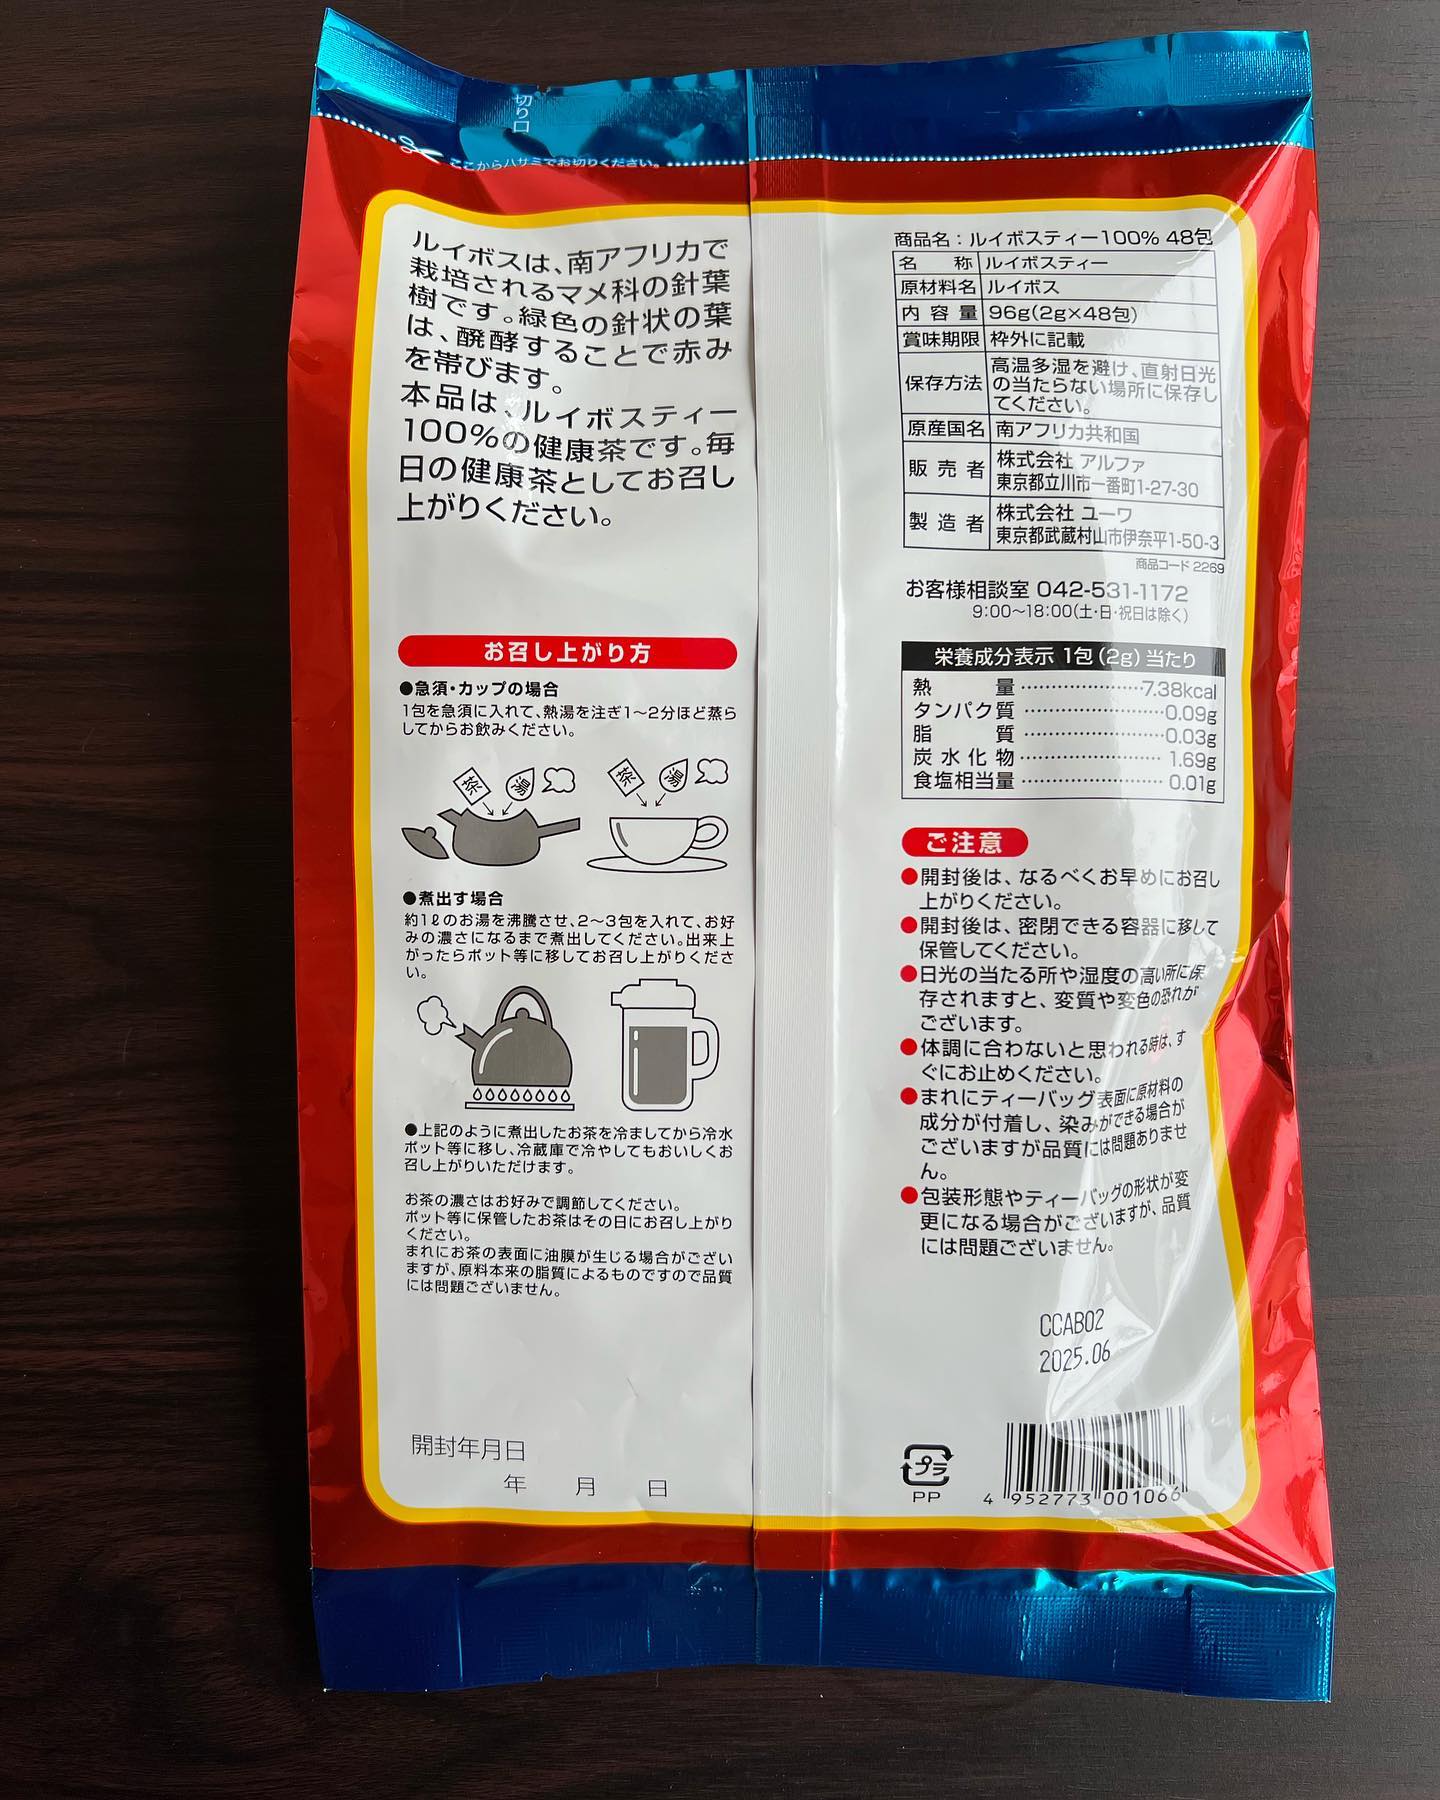 切り口
ここからハサミでお切りください。
ルイボスは、南アフリカで
栽培されるマメ科の針葉
樹です。緑色の針状の葉
は、醗酵することで赤み
を帯びます。
本品は、ルイボスティー
100%の健康茶です。毎
日の健康茶としてお召し
上がりください。
お召し上がり方
●急須・カップの場合
1包を急須に入れて、熱湯を注ぎ1〜2分ほど蒸ら
してからお飲みください。
茶 湯 茶 湯
●煮出す場合
約1ℓのお湯を沸騰させ、2〜3包を入れて、お好
みの濃さになるまで煮出してください。出来上
がったらポット等に移してお召し上がりくださ
い。
●上記のように煮出したお茶を冷ましてから冷水
ポット等に移し、冷蔵庫で冷やしてもおいしくお
召し上がりいただけます。
お茶の濃さはお好みで調節してください。
ポット等に保管したお茶はその日にお召し上がり
ください。
まれにお茶の表面に油膜が生じる場合がござい
ますが、原料本来の脂質によるものですので品質
には問題ございません。
開封年月日
年 月 日
商品名:ルイボスティー100% 48包
名称 ルイボスティー
原材料名 ルイボス
内容量 96g(2g×48包)
賞味期限 枠外に記載
保存方法 高温多湿を避け、直射日光
の当たらない場所に保存し
てください。
原産国名 南アフリカ共和国
販売者 株式会社 アルファ
東京都立川市一番町1-27-30
製造者 株式会社 ユーワ
東京都武蔵村山市伊奈平1-50-3
商品コード 2269
お客様相談室 042-531-1172
9:00〜18:00(土・日・祝日は除く)
栄養成分表示 1包(2g)当たり
熱量 7.38kcal
タンパク質 0.09g
脂質 0.03g
炭水化物 1.69g
食塩相当量 0.01g
ご注意
●開封後は、なるべくお早めにお召し
上がりください。
●開封後は、密閉できる容器に移して
保管してください。
●日光の当たる所や湿度の高い所に保
存されますと、変質や変色の恐れが
ございます。
●体調に合わないと思われる時は、す
ぐにお止めください。
●まれにティーバッグ表面に原材料の
成分が付着し、染みができる場合が
ございますが品質には問題ありませ
ん。
●包装形態やティーバッグの形状が変
更になる場合がございますが、品質
には問題ございません。
CCAB02
2025.06
プラ
PP
4 952773 001066